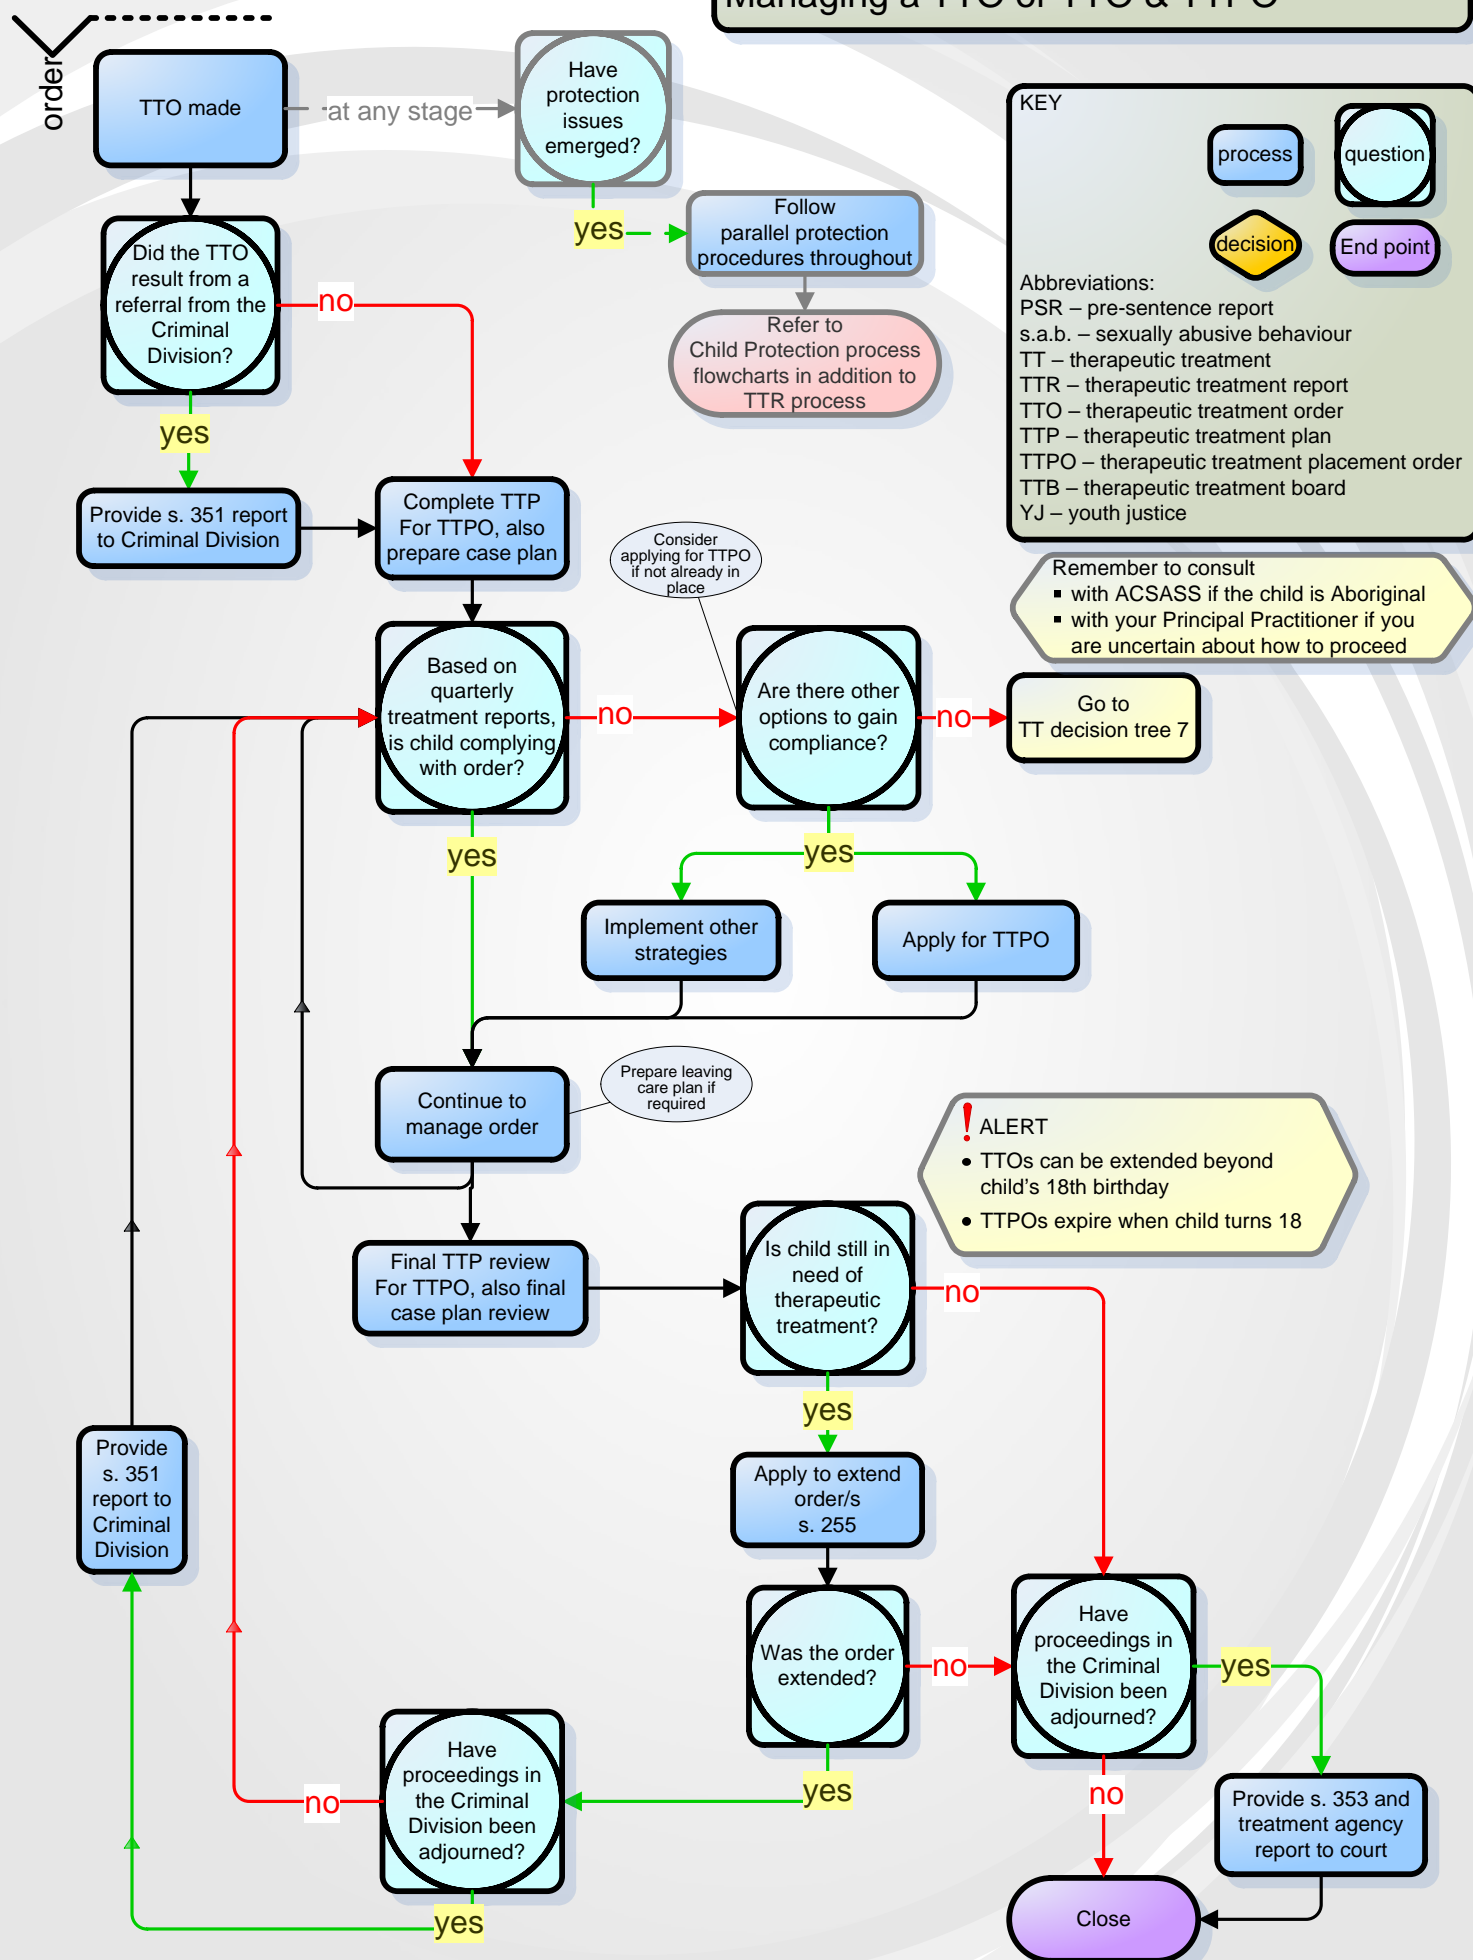 Managing a TTO or TTO & TTPO
order
TTO made
at any stage
Have
protection
issues
emerged?
yes
Follow
parallel protection
procedures throughout
Refer to
Child Protection process
flowcharts in addition to
TTR process
KEY
process
question
decision
End point
Abbreviations:
PSR – pre-sentence report
s.a.b. – sexually abusive behaviour
TT – therapeutic treatment
TTR – therapeutic treatment report
TTO – therapeutic treatment order
TTP – therapeutic treatment plan
TTPO – therapeutic treatment placement order
TTB – therapeutic treatment board
YJ – youth justice
Did the TTO
result from a
referral from the
Criminal
Division?
no
yes
Provide s. 351 report
to Criminal Division
Complete TTP
For TTPO, also
prepare case plan
Consider
applying for TTPO
if not already in
place
Remember to consult
▪ with ACSASS if the child is Aboriginal
▪ with your Principal Practitioner if you
are uncertain about how to proceed
Based on
quarterly
treatment reports,
is child complying
with order?
no
Are there other
options to gain
compliance?
no
Go to
TT decision tree 7
yes
yes
Implement other
strategies
Apply for TTPO
Continue to
manage order
Prepare leaving
care plan if
required
! ALERT
• TTOs can be extended beyond
child's 18th birthday
• TTPOs expire when child turns 18
Final TTP review
For TTPO, also final
case plan review
Is child still in
need of
therapeutic
treatment?
no
yes
Provide
s. 351
report to
Criminal
Division
Apply to extend
order/s
s. 255
Was the order
extended?
no
Have
proceedings in
the Criminal
Division been
adjourned?
yes
no
yes
Have
proceedings in
the Criminal
Division been
adjourned?
no
yes
Provide s. 353 and
treatment agency
report to court
Close